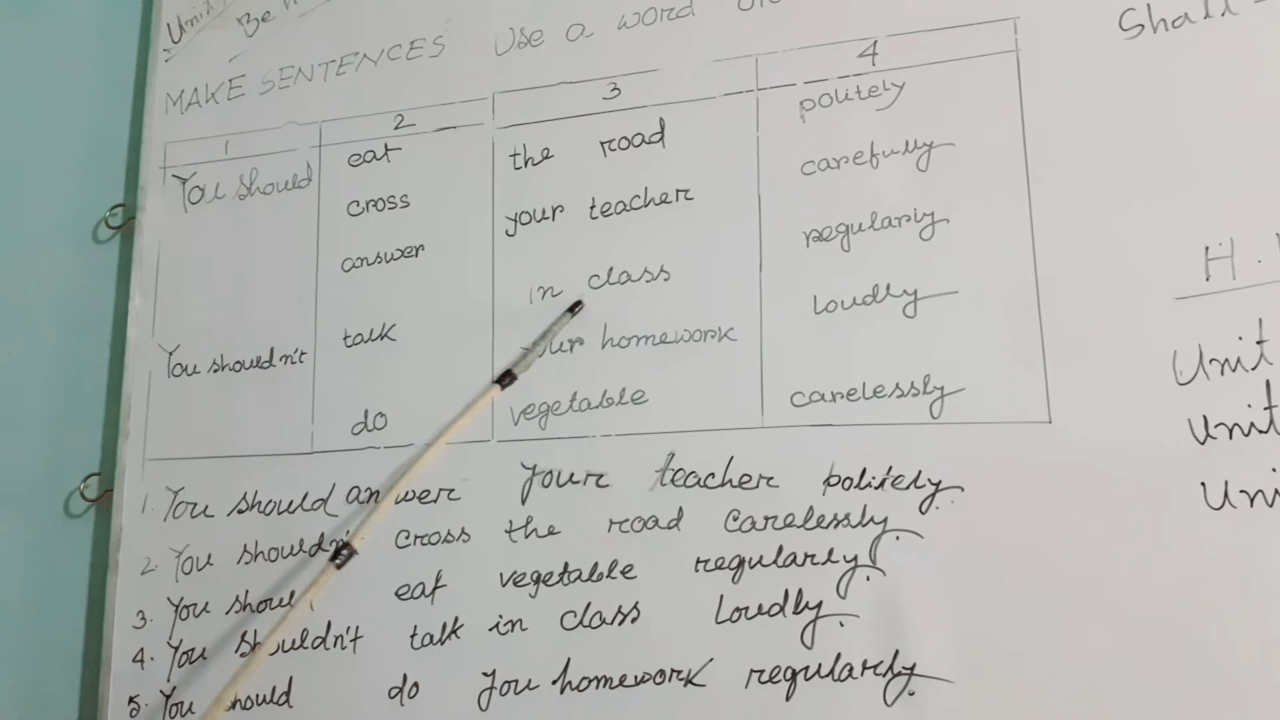 Unit
Be
MAKE SENTENCES Use a word
Shall -
1 2 3 4
You should eat the road politely
cross your teacher carefully
answer in class regularly
You shouldn't talk your homework loudly
do vegetable carelessly
H.
Unit
Unit
Uni
1. You should answer your teacher politely.
2. You shouldn't cross the road carelessly.
3. You should eat vegetable regularly.
4. You shouldn't talk in class loudly.
5. You should do you homework regularly.